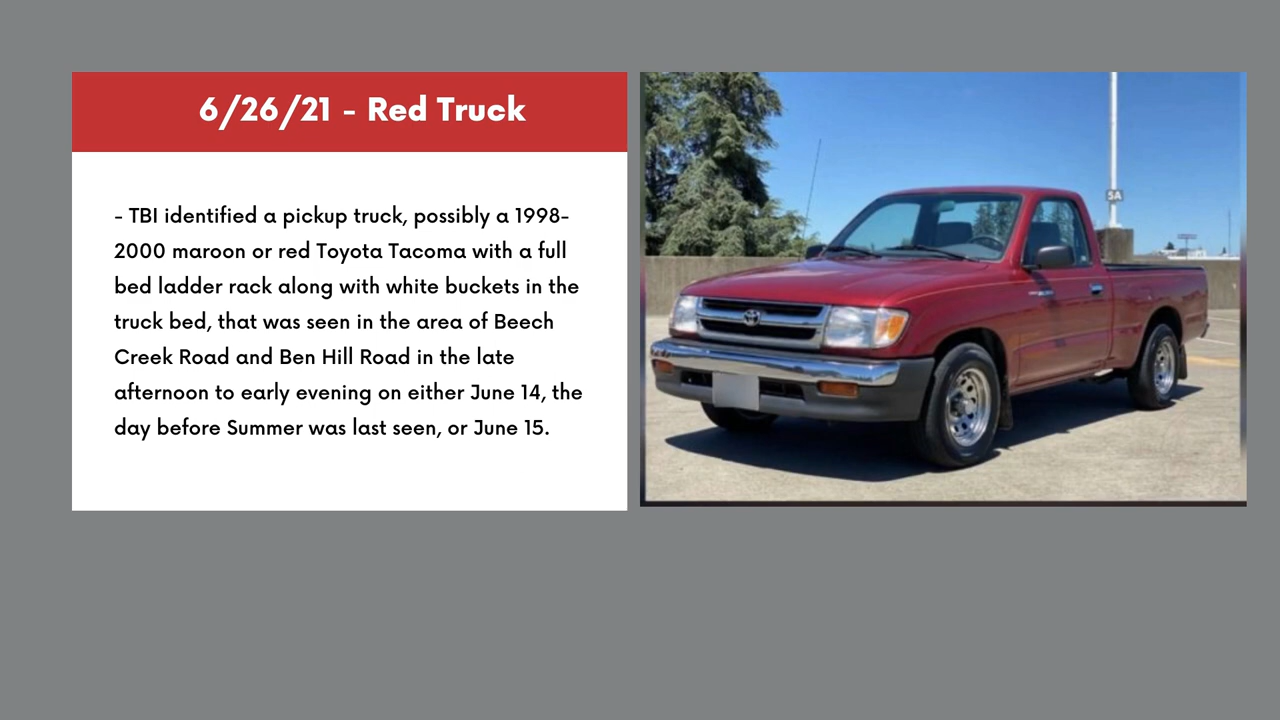 6/26/21 - Red Truck
- TBI identified a pickup truck, possibly a 1998-
2000 maroon or red Toyota Tacoma with a full
bed ladder rack along with white buckets in the
truck bed, that was seen in the area of Beech
Creek Road and Ben Hill Road in the late
afternoon to early evening on either June 14, the
day before Summer was last seen, or June 15.
5A